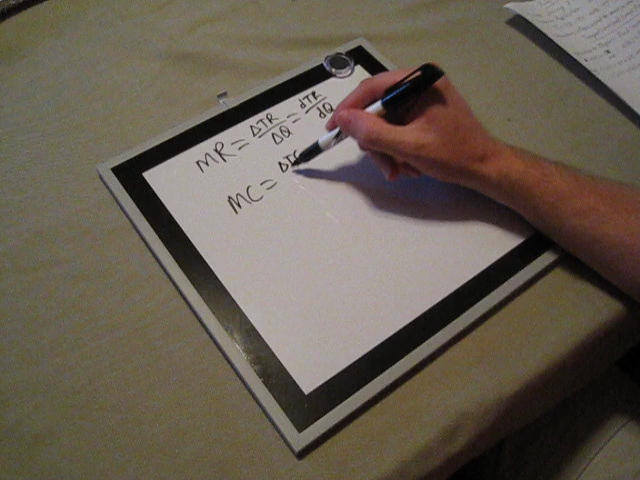 MR = ΔTR/ΔQ = dTR/dQ
MC = ΔTC